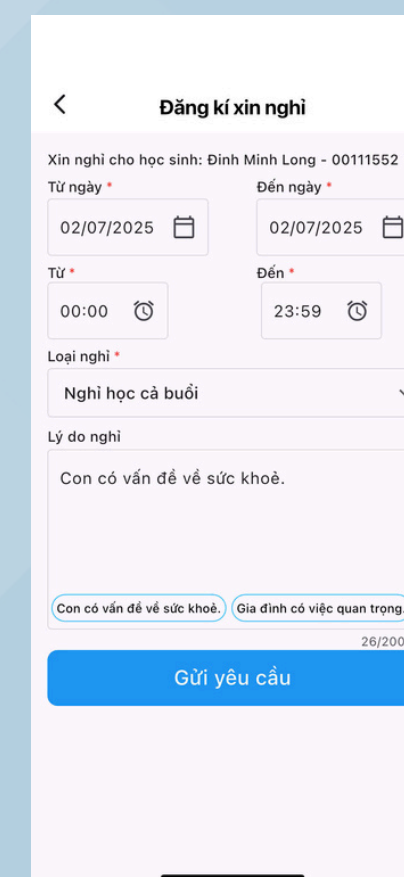 Đăng kí xin nghỉ
Xin nghỉ cho học sinh: Đinh Minh Long - 00111552
Từ ngày * Đến ngày *
02/07/2025 02/07/2025
Từ * Đến *
00:00 23:59
Loại nghỉ *
Nghỉ học cả buổi
Lý do nghỉ
Con có vấn đề về sức khoẻ.
Con có vấn đề về sức khoẻ. Gia đình có việc quan trọng.
26/200
Gửi yêu cầu